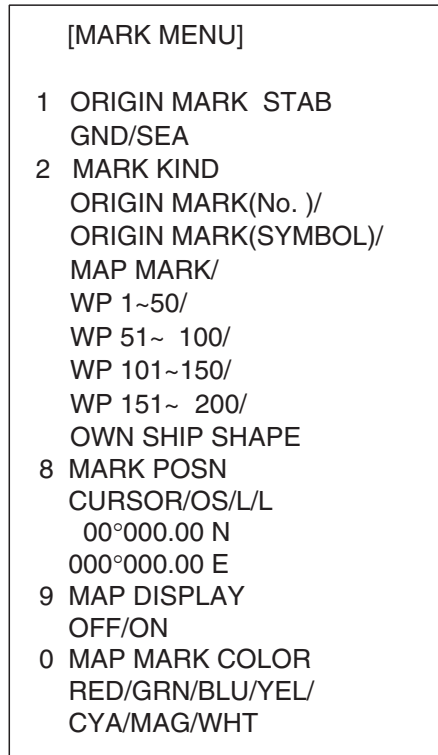 [MARK MENU]
1 ORIGIN MARK STAB
GND/SEA
2 MARK KIND
ORIGIN MARK(No. )/
ORIGIN MARK(SYMBOL)/
MAP MARK/
WP 1~50/
WP 51~ 100/
WP 101~150/
WP 151~ 200/
OWN SHIP SHAPE
8 MARK POSN
CURSOR/OS/L/L
00°000.00 N
000°000.00 E
9 MAP DISPLAY
OFF/ON
0 MAP MARK COLOR
RED/GRN/BLU/YEL/
CYA/MAG/WHT